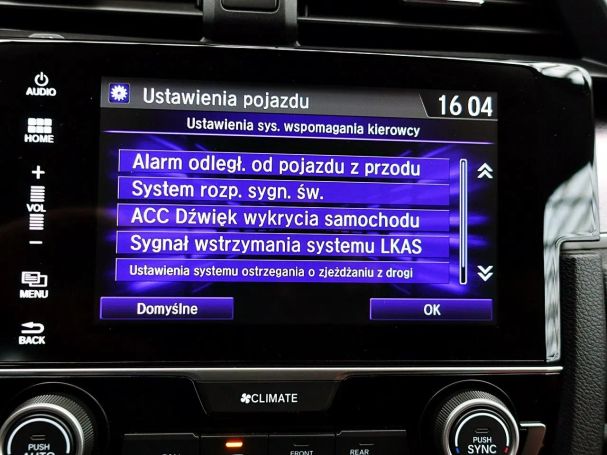 Ustawienia pojazdu
16 04
Ustawienia sys. wspomagania kierowcy
AUDIO
HOME
+
VOL
−
MENU
BACK
Alarm odległ. od pojazdu z przodu
System rozp. sygn. św.
ACC Dźwięk wykrycia samochodu
Sygnał wstrzymania systemu LKAS
Ustawienia systemu ostrzegania o zjeżdżaniu z drogi
Domyślne
OK
CLIMATE
PUSH
AUTO
FRONT
REAR
PUSH
SYNC